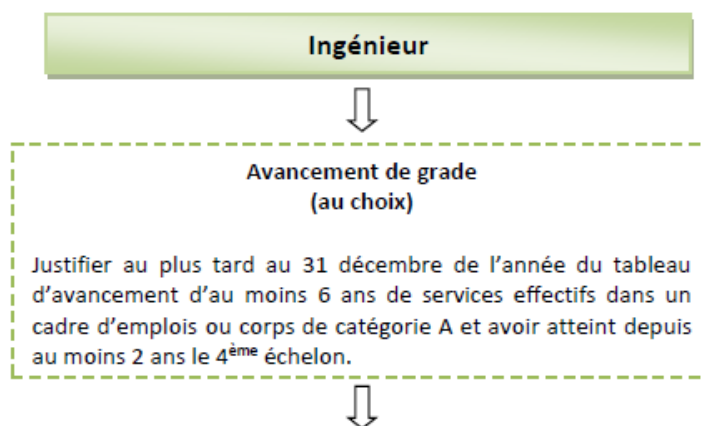 Ingénieur
Avancement de grade
(au choix)
Justifier au plus tard au 31 décembre de l’année du tableau
d’avancement d’au moins 6 ans de services effectifs dans un
cadre d’emplois ou corps de catégorie A et avoir atteint depuis
au moins 2 ans le 4ème échelon.